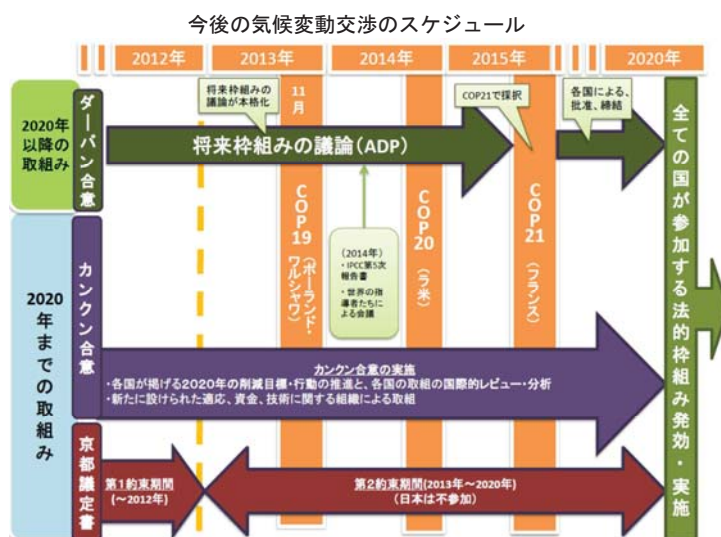 今後の気候変動交渉のスケジュール
2012年
2013年
2014年
2015年
2020年
2020年
以降の
取組み
ダーバン合意
将来枠組みの
議論が本格化
11月
COP21で採択
各国による、
批准、締結
将来枠組みの議論(ADP)
COP19
(ポーランド・
ワルシャワ)
(2014年)
・IPCC第5次
報告書
・世界の指
導者たちに
よる会議
COP20
(ラ米)
COP21
(フランス)
全ての国が参加する法的枠組み発効・実施
2020年までの取組み
カンクン合意
カンクン合意の実施
・各国が掲げる2020年の削減目標・行動の推進と、各国の取組の国際的レビュー・分析
・新たに設けられた適応、資金、技術に関する組織による取組
京都議定書
第1約束期間
(～2012年)
第2約束期間(2013年～2020年)
(日本は不参加)